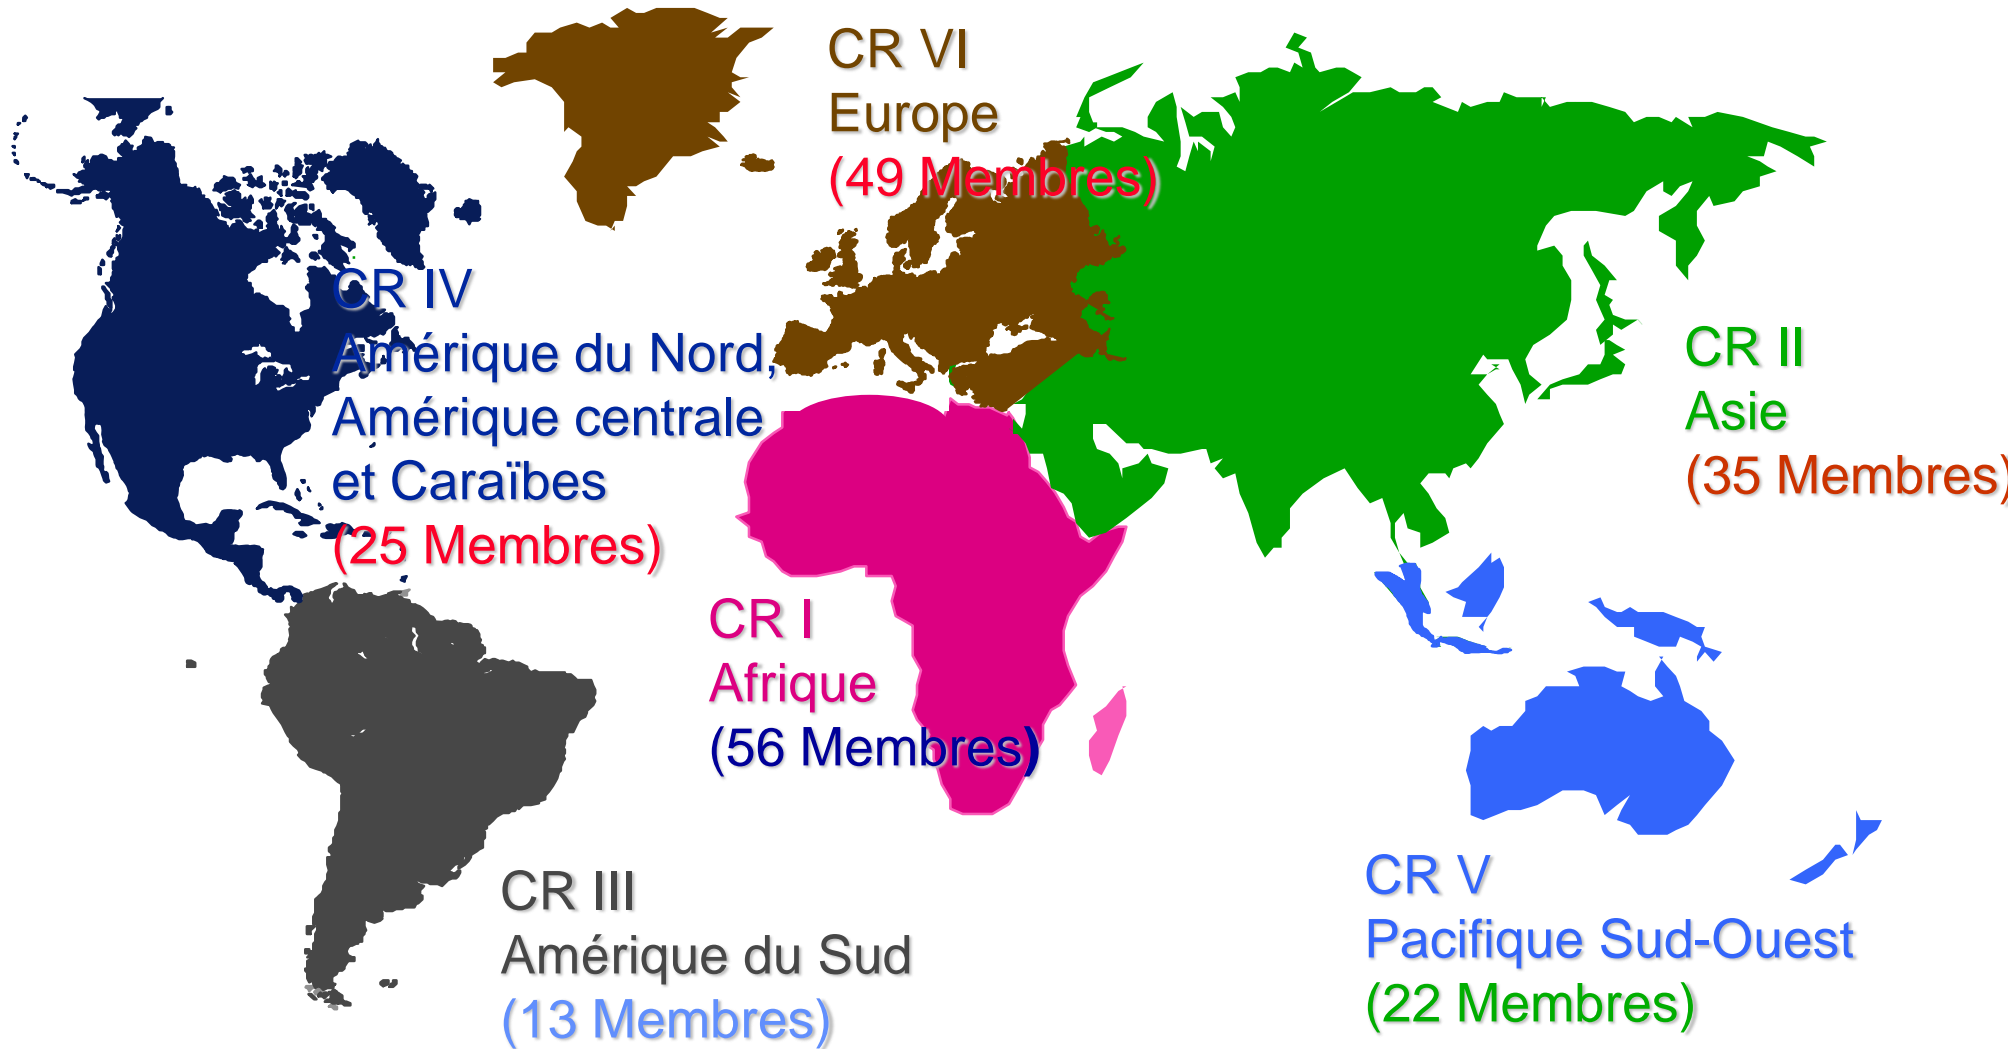 CR VI
Europe
(49 Membres)
CR IV
Amérique du Nord,
Amérique centrale
et Caraïbes
(25 Membres)
CR II
Asie
(35 Membres)
CR I
Afrique
(56 Membres)
CR III
Amérique du Sud
(13 Membres)
CR V
Pacifique Sud-Ouest
(22 Membres)